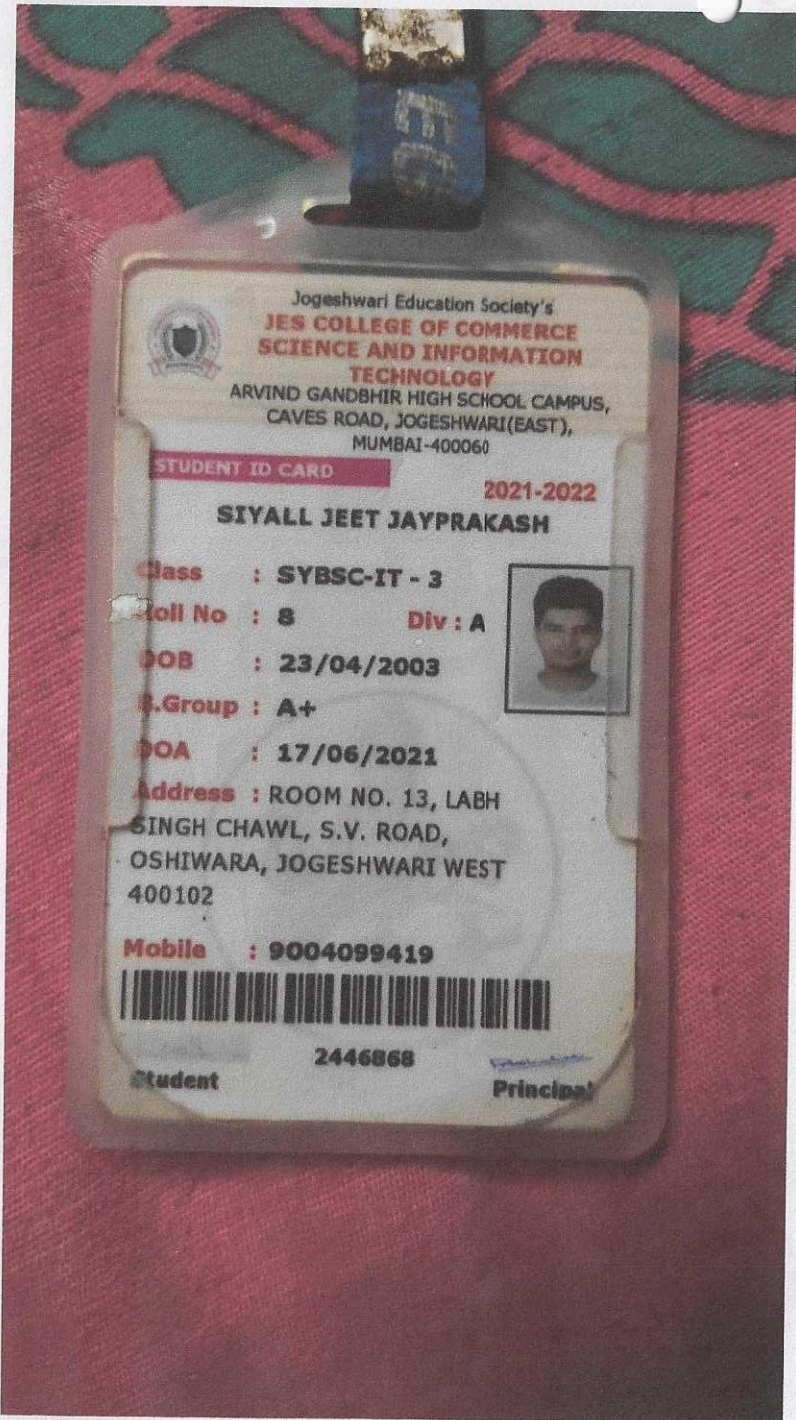 Jogeshwari Education Society's
JES COLLEGE OF COMMERCE
SCIENCE AND INFORMATION
TECHNOLOGY
ARVIND GANDBHIR HIGH SCHOOL CAMPUS,
CAVES ROAD, JOGESHWARI(EAST),
MUMBAI-400060
STUDENT ID CARD
2021-2022
SIYALL JEET JAYPRAKASH
Class : SYBSC-IT - 3
Roll No : 8 Div : A
DOB : 23/04/2003
B.Group : A+
DOA : 17/06/2021
Address : ROOM NO. 13, LABH
SINGH CHAWL, S.V. ROAD,
OSHIWARA, JOGESHWARI WEST
400102
Mobile : 9004099419
2446868
Student Principal